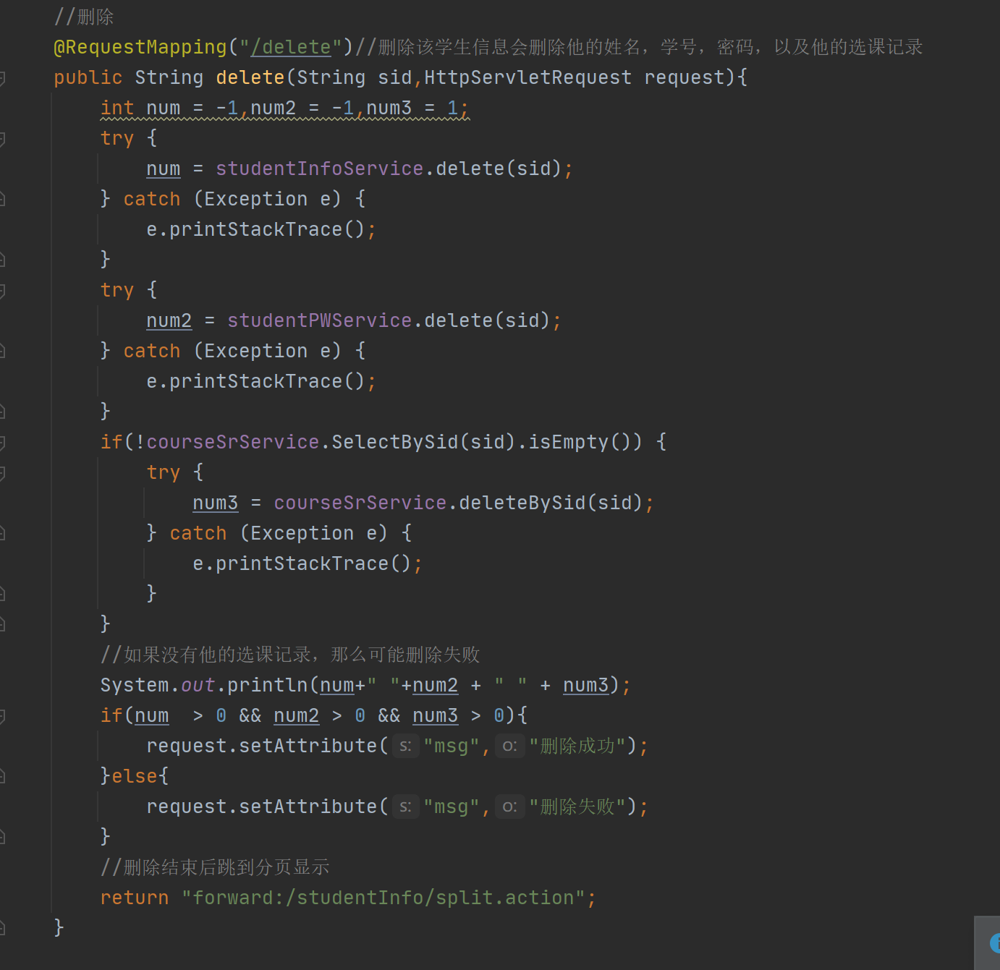 //删除
@RequestMapping("/delete")//删除该学生信息会删除他的姓名，学号，密码，以及他的选课记录
public String delete(String sid,HttpServletRequest request){
    int num = -1,num2 = -1,num3 = 1;
    try {
        num = studentInfoService.delete(sid);
    } catch (Exception e) {
        e.printStackTrace();
    }
    try {
        num2 = studentPWService.delete(sid);
    } catch (Exception e) {
        e.printStackTrace();
    }
    if(!courseSrService.SelectBySid(sid).isEmpty()) {
        try {
            num3 = courseSrService.deleteBySid(sid);
        } catch (Exception e) {
            e.printStackTrace();
        }
    }
    //如果没有他的选课记录，那么可能删除失败
    System.out.println(num+" "+num2 + " " + num3);
    if(num  > 0 && num2 > 0 && num3 > 0){
        request.setAttribute( s: "msg", o: "删除成功");
    }else{
        request.setAttribute( s: "msg", o: "删除失败");
    }
    //删除结束后跳到分页显示
    return "forward:/studentInfo/split.action";
}